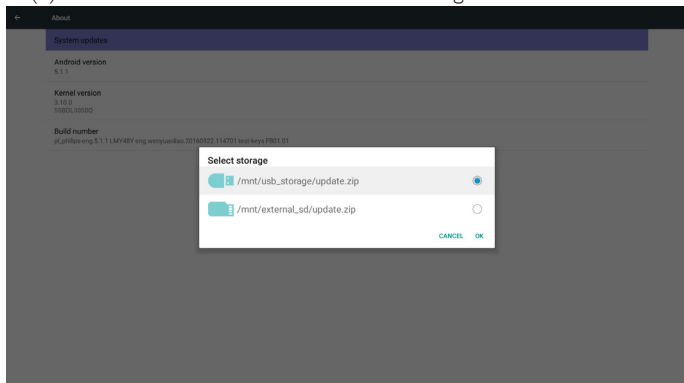 About
System updates
Android version
5.1.1
Kernel version
3.10.0
Build number
Select storage
/mnt/usb_storage/update.zip
/mnt/external_sd/update.zip
CANCEL OK